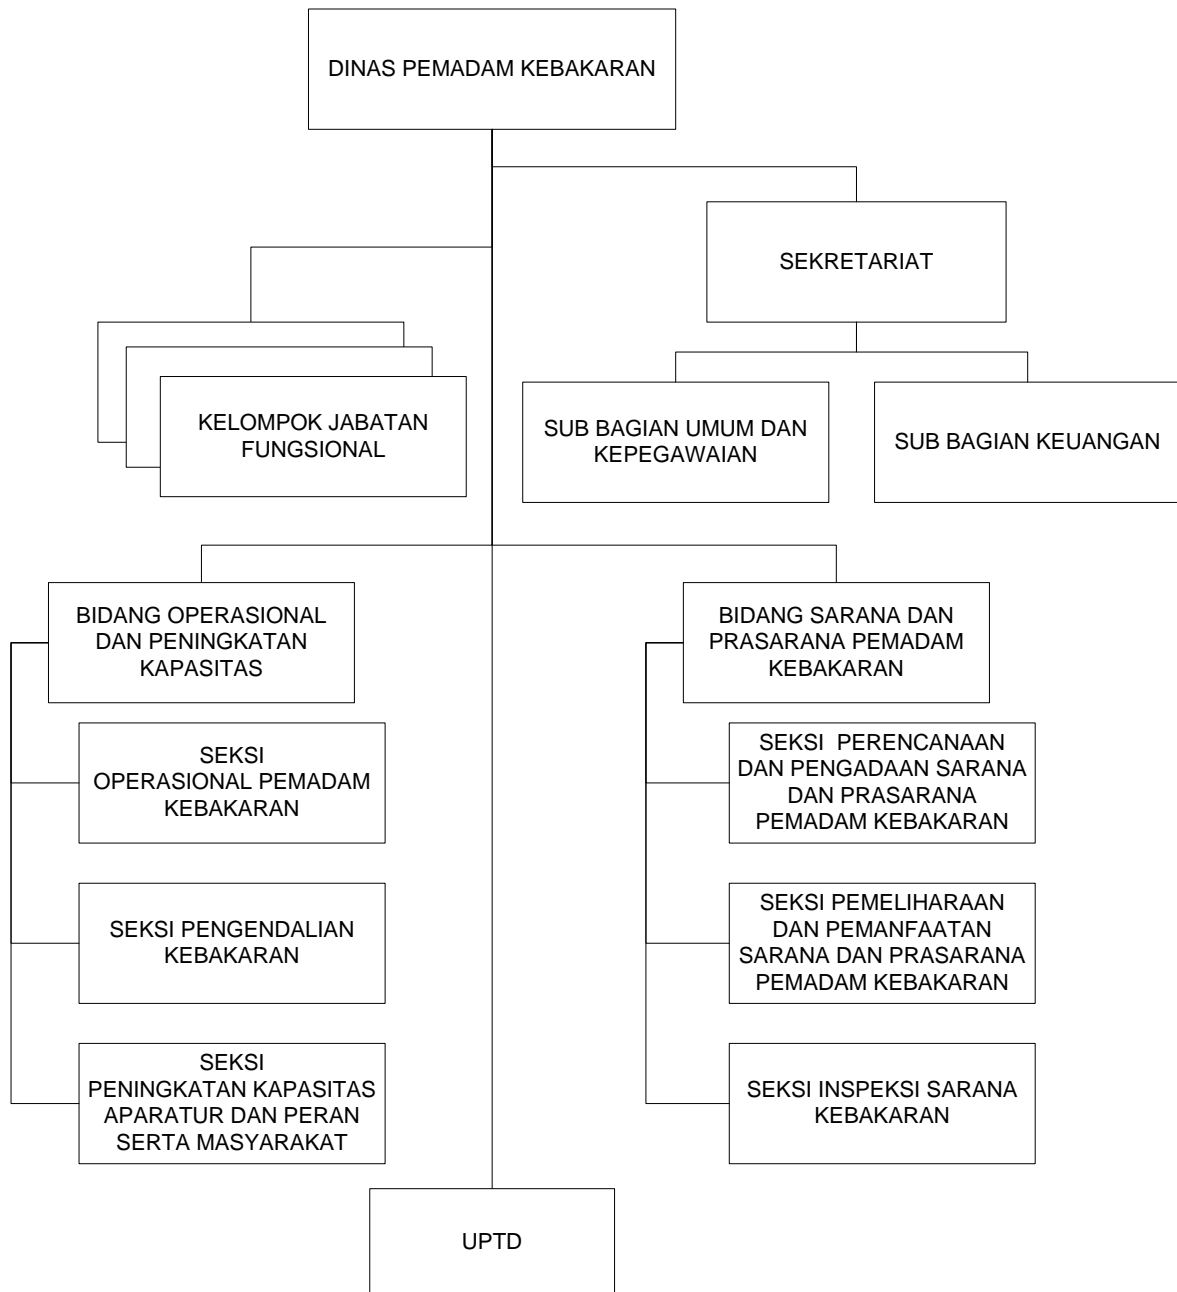 DINAS PEMADAM KEBAKARAN
SEKRETARIAT
KELOMPOK JABATAN
FUNGSIONAL
SUB BAGIAN UMUM DAN
KEPEGAWAIAN
SUB BAGIAN KEUANGAN
BIDANG OPERASIONAL
DAN PENINGKATAN
KAPASITAS
SEKSI
OPERASIONAL PEMADAM
KEBAKARAN
SEKSI PENGENDALIAN
KEBAKARAN
SEKSI
PENINGKATAN KAPASITAS
APARATUR DAN PERAN
SERTA MASYARAKAT
BIDANG SARANA DAN
PRASARANA PEMADAM
KEBAKARAN
SEKSI  PERENCANAAN
DAN PENGADAAN SARANA
DAN PRASARANA
PEMADAM KEBAKARAN
SEKSI PEMELIHARAAN
DAN PEMANFAATAN
SARANA DAN PRASARANA
PEMADAM KEBAKARAN
SEKSI INSPEKSI SARANA
KEBAKARAN
UPTD